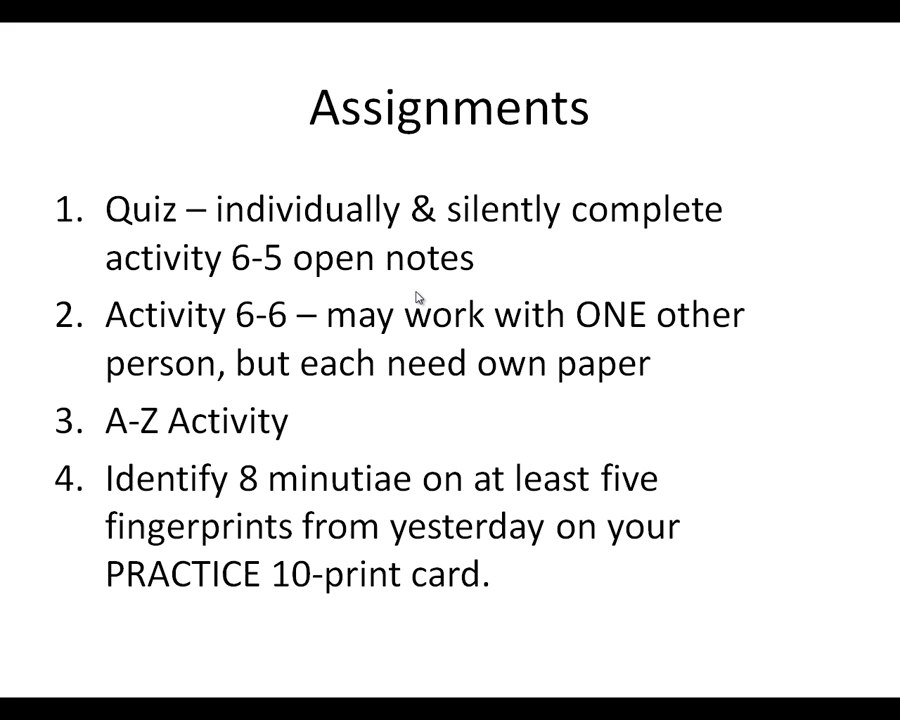 Assignments
1. Quiz – individually & silently complete
activity 6-5 open notes
2. Activity 6-6 – may work with ONE other
person, but each need own paper
3. A-Z Activity
4. Identify 8 minutiae on at least five
fingerprints from yesterday on your
PRACTICE 10-print card.